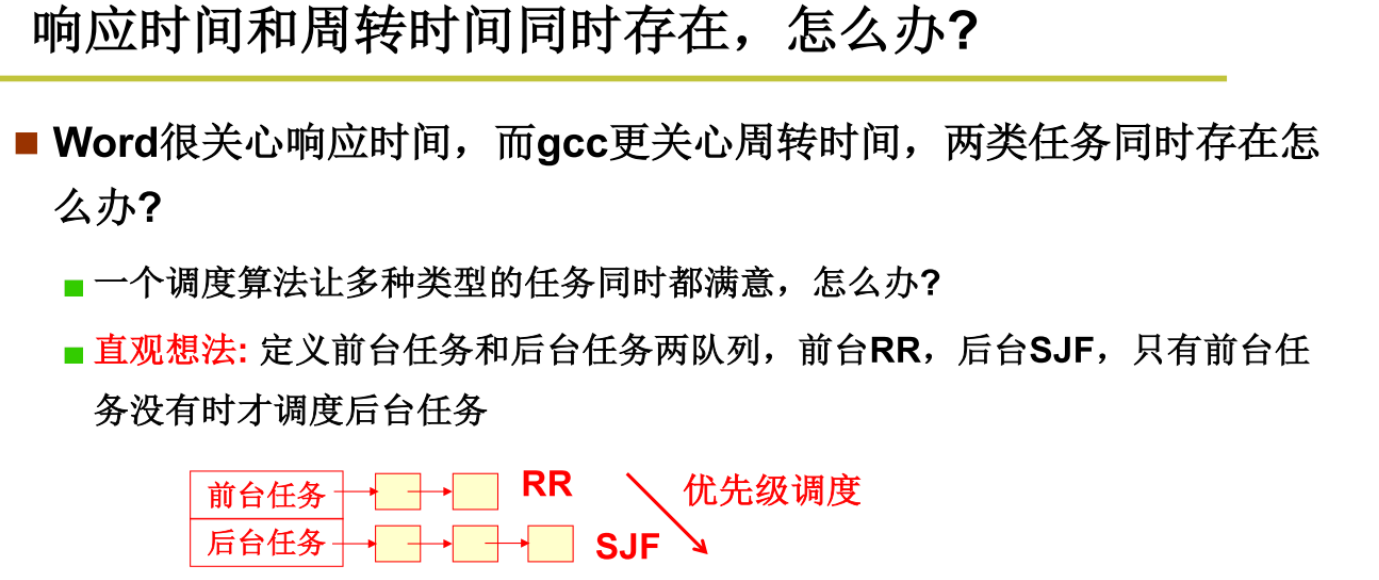 响应时间和周转时间同时存在，怎么办?
Word很关心响应时间，而gcc更关心周转时间，两类任务同时存在怎
么办?
一个调度算法让多种类型的任务同时都满意，怎么办?
直观想法: 定义前台任务和后台任务两队列，前台RR，后台SJF，只有前台任
务没有时才调度后台任务
前台任务 RR 优先级调度
后台任务 SJF